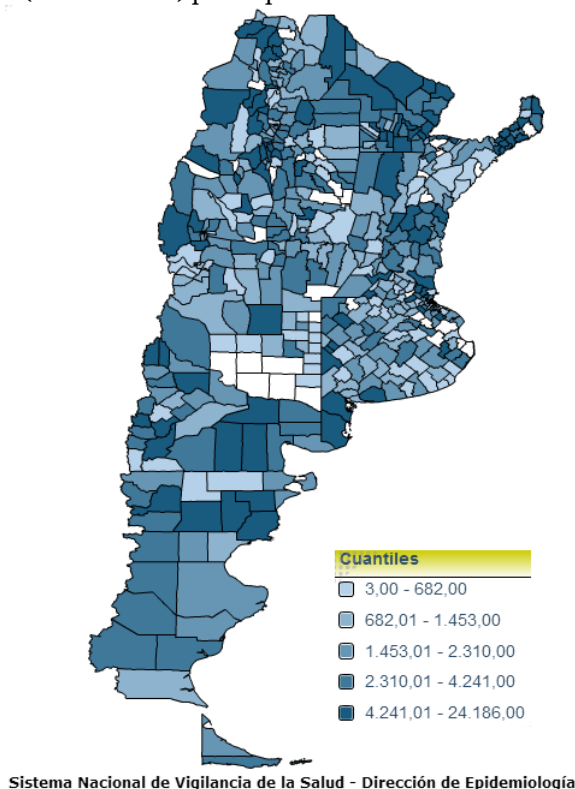 Cuantiles
3,00 - 682,00
682,01 - 1.453,00
1.453,01 - 2.310,00
2.310,01 - 4.241,00
4.241,01 - 24.186,00
Sistema Nacional de Vigilancia de la Salud - Dirección de Epidemiología